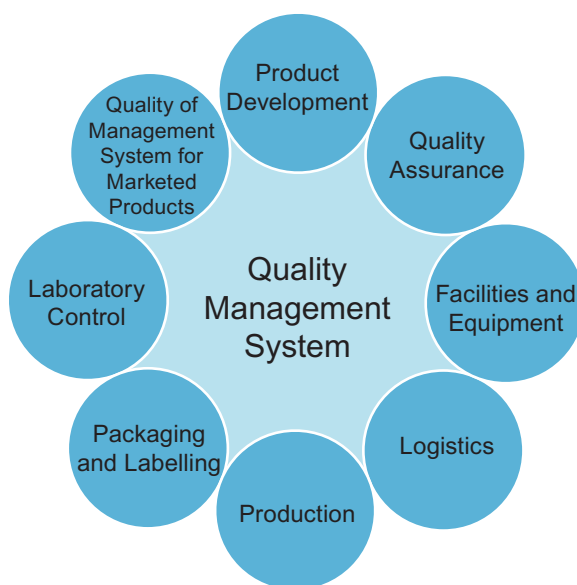 Product
Development
Quality
Assurance
Facilities and
Equipment
Logistics
Production
Packaging
and Labelling
Laboratory
Control
Quality of
Management
System for
Marketed
Products
Quality
Management
System